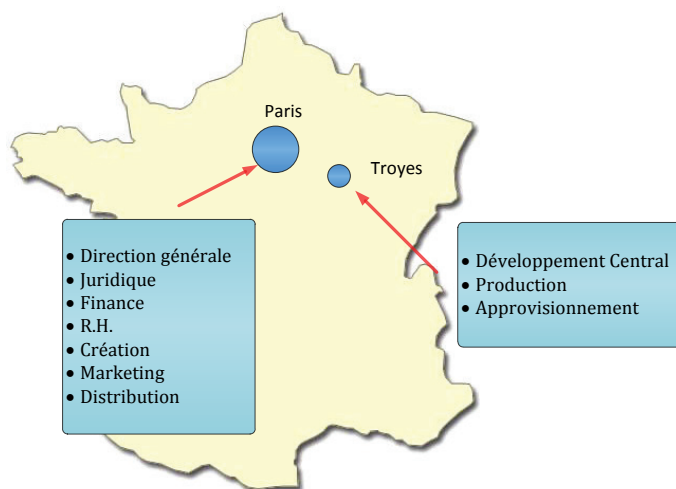 Paris
Troyes
• Direction générale
• Juridique
• Finance
• R.H.
• Création
• Marketing
• Distribution
• Développement Central
• Production
• Approvisionnement